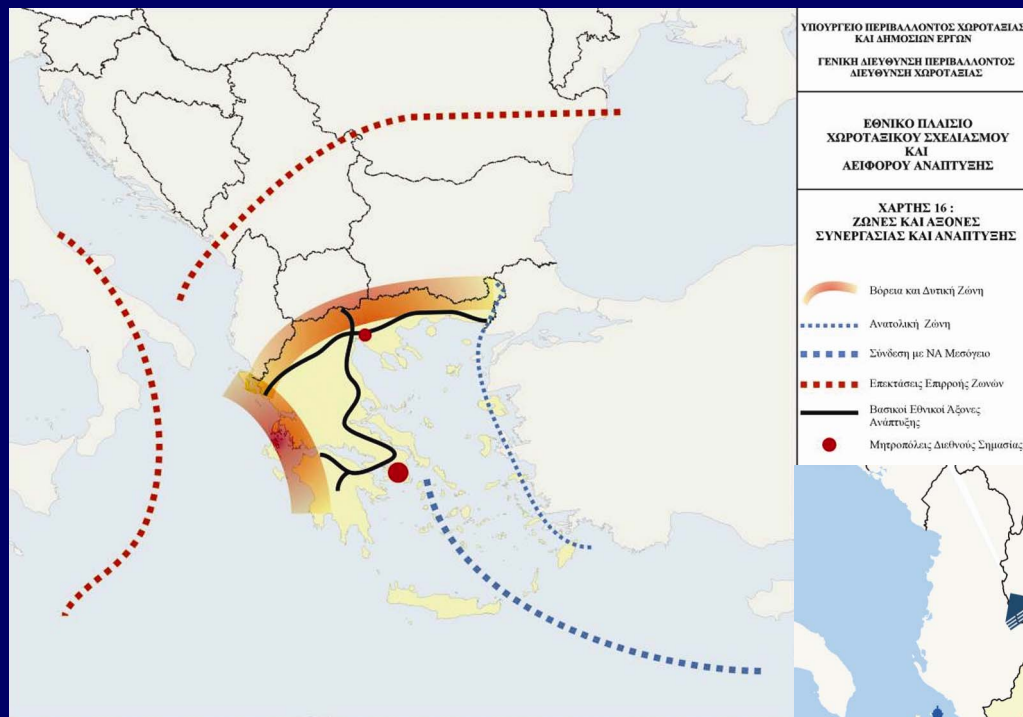 ΥΠΟΥΡΓΕΙΟ ΠΕΡΙΒΑΛΛΟΝΤΟΣ ΧΩΡΟΤΑΞΙΑΣ
ΚΑΙ ΔΗΜΟΣΙΩΝ ΕΡΓΩΝ
ΓΕΝΙΚΗ ΔΙΕΥΘΥΝΣΗ ΠΕΡΙΒΑΛΛΟΝΤΟΣ
ΔΙΕΥΘΥΝΣΗ ΧΩΡΟΤΑΞΙΑΣ
ΕΘΝΙΚΟ ΠΛΑΙΣΙΟ
ΧΩΡΟΤΑΞΙΚΟΥ ΣΧΕΔΙΑΣΜΟΥ
ΚΑΙ
ΑΕΙΦΟΡΟΥ ΑΝΑΠΤΥΞΗΣ
ΧΑΡΤΗΣ 16 :
ΖΩΝΕΣ ΚΑΙ ΑΞΟΝΕΣ
ΣΥΝΕΡΓΑΣΙΑΣ ΚΑΙ ΑΝΑΠΤΥΞΗΣ
Βόρεια και Δυτική Ζώνη
Ανατολική Ζώνη
Σύνδεση με ΝΑ Μεσόγειο
Επεκτάσεις Επιρροής Ζωνών
Βασικοί Εθνικοί Άξονες
Ανάπτυξης
Μητροπόλεις Διεθνούς Σημασίας